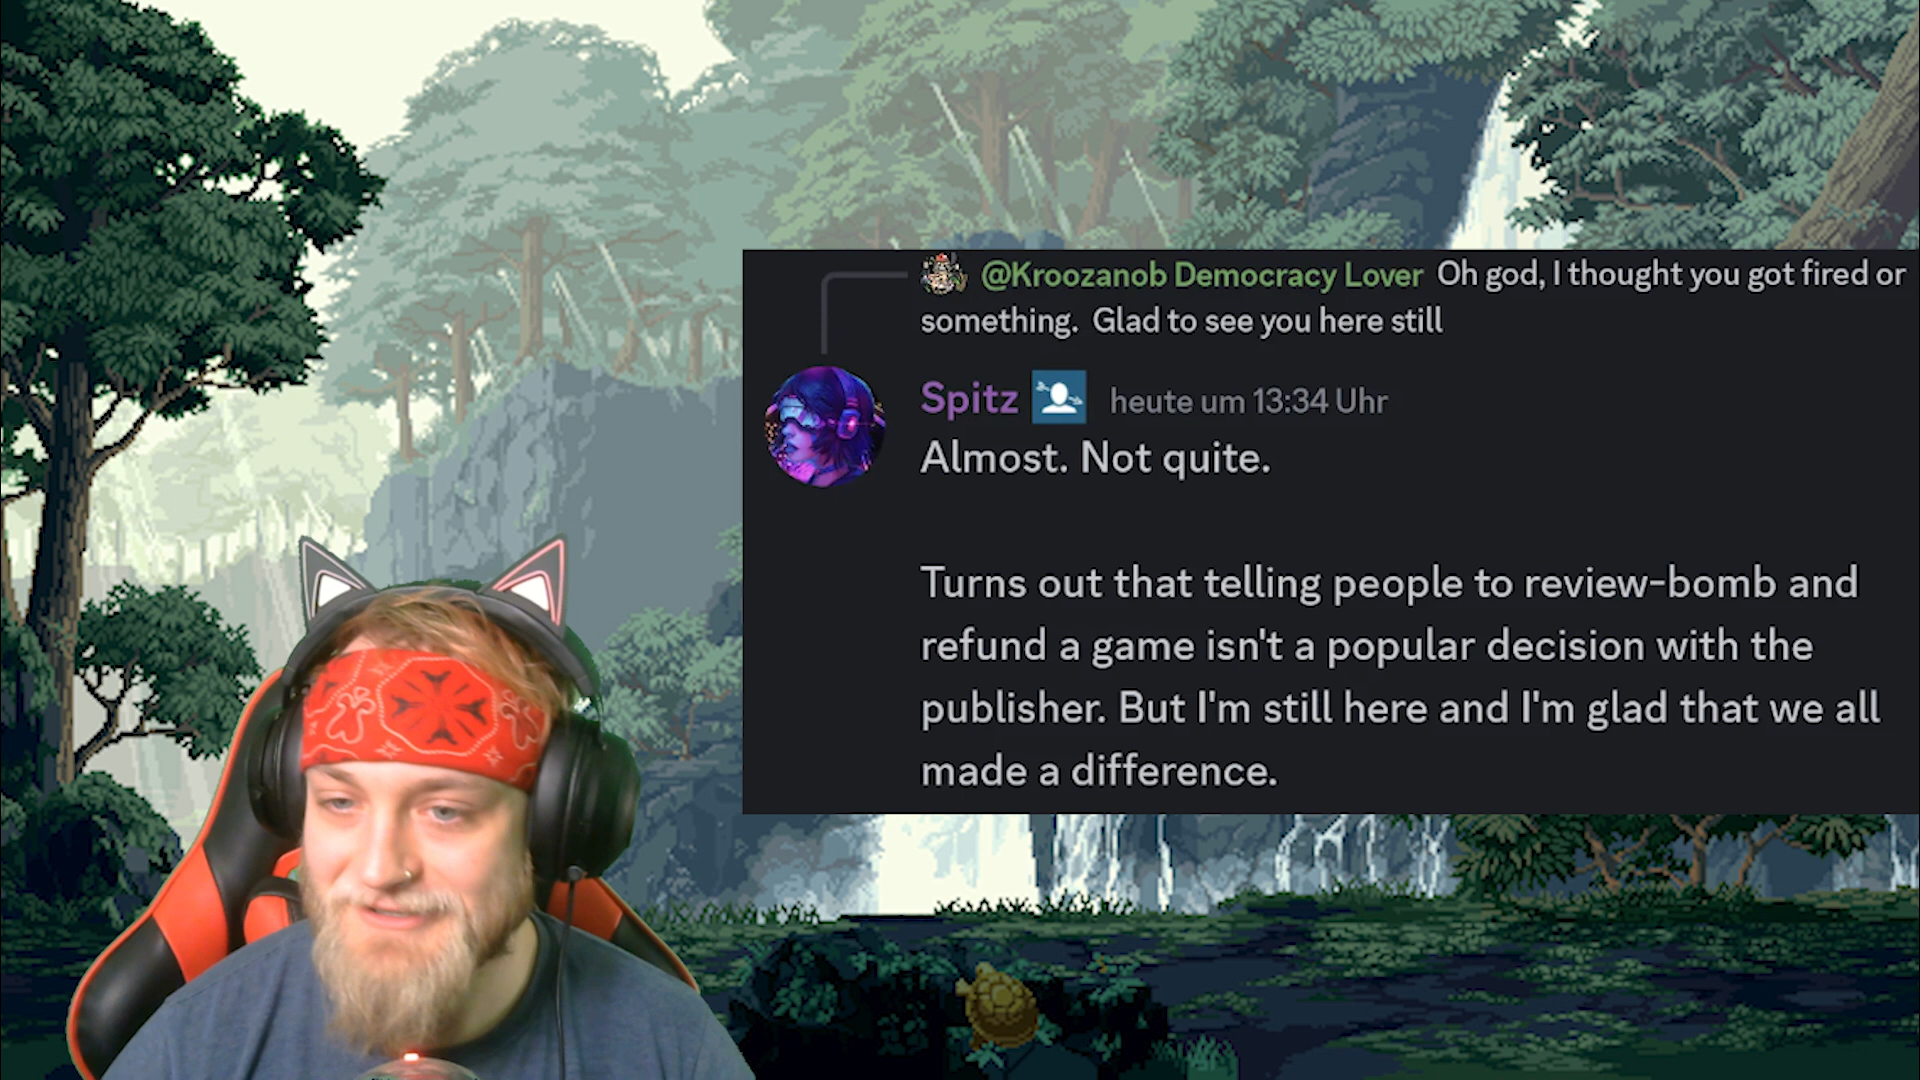 @Kroozanob Democracy Lover Oh god, I thought you got fired or
something. Glad to see you here still
Spitz heute um 13:34 Uhr
Almost. Not quite.
Turns out that telling people to review-bomb and
refund a game isn't a popular decision with the
publisher. But I'm still here and I'm glad that we all
made a difference.